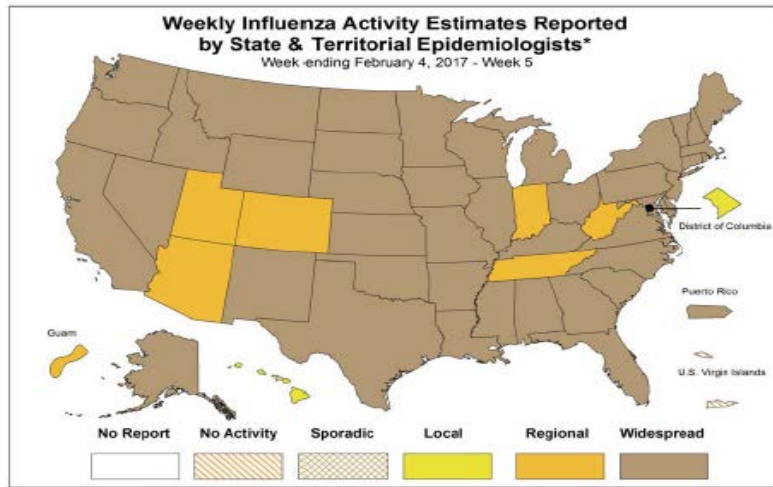 Weekly Influenza Activity Estimates Reported
by State & Territorial Epidemiologists*
Week ending February 4, 2017 - Week 5
District of Columbia
Puerto Rico
Guam
U.S. Virgin Islands
No Report No Activity Sporadic Local Regional Widespread